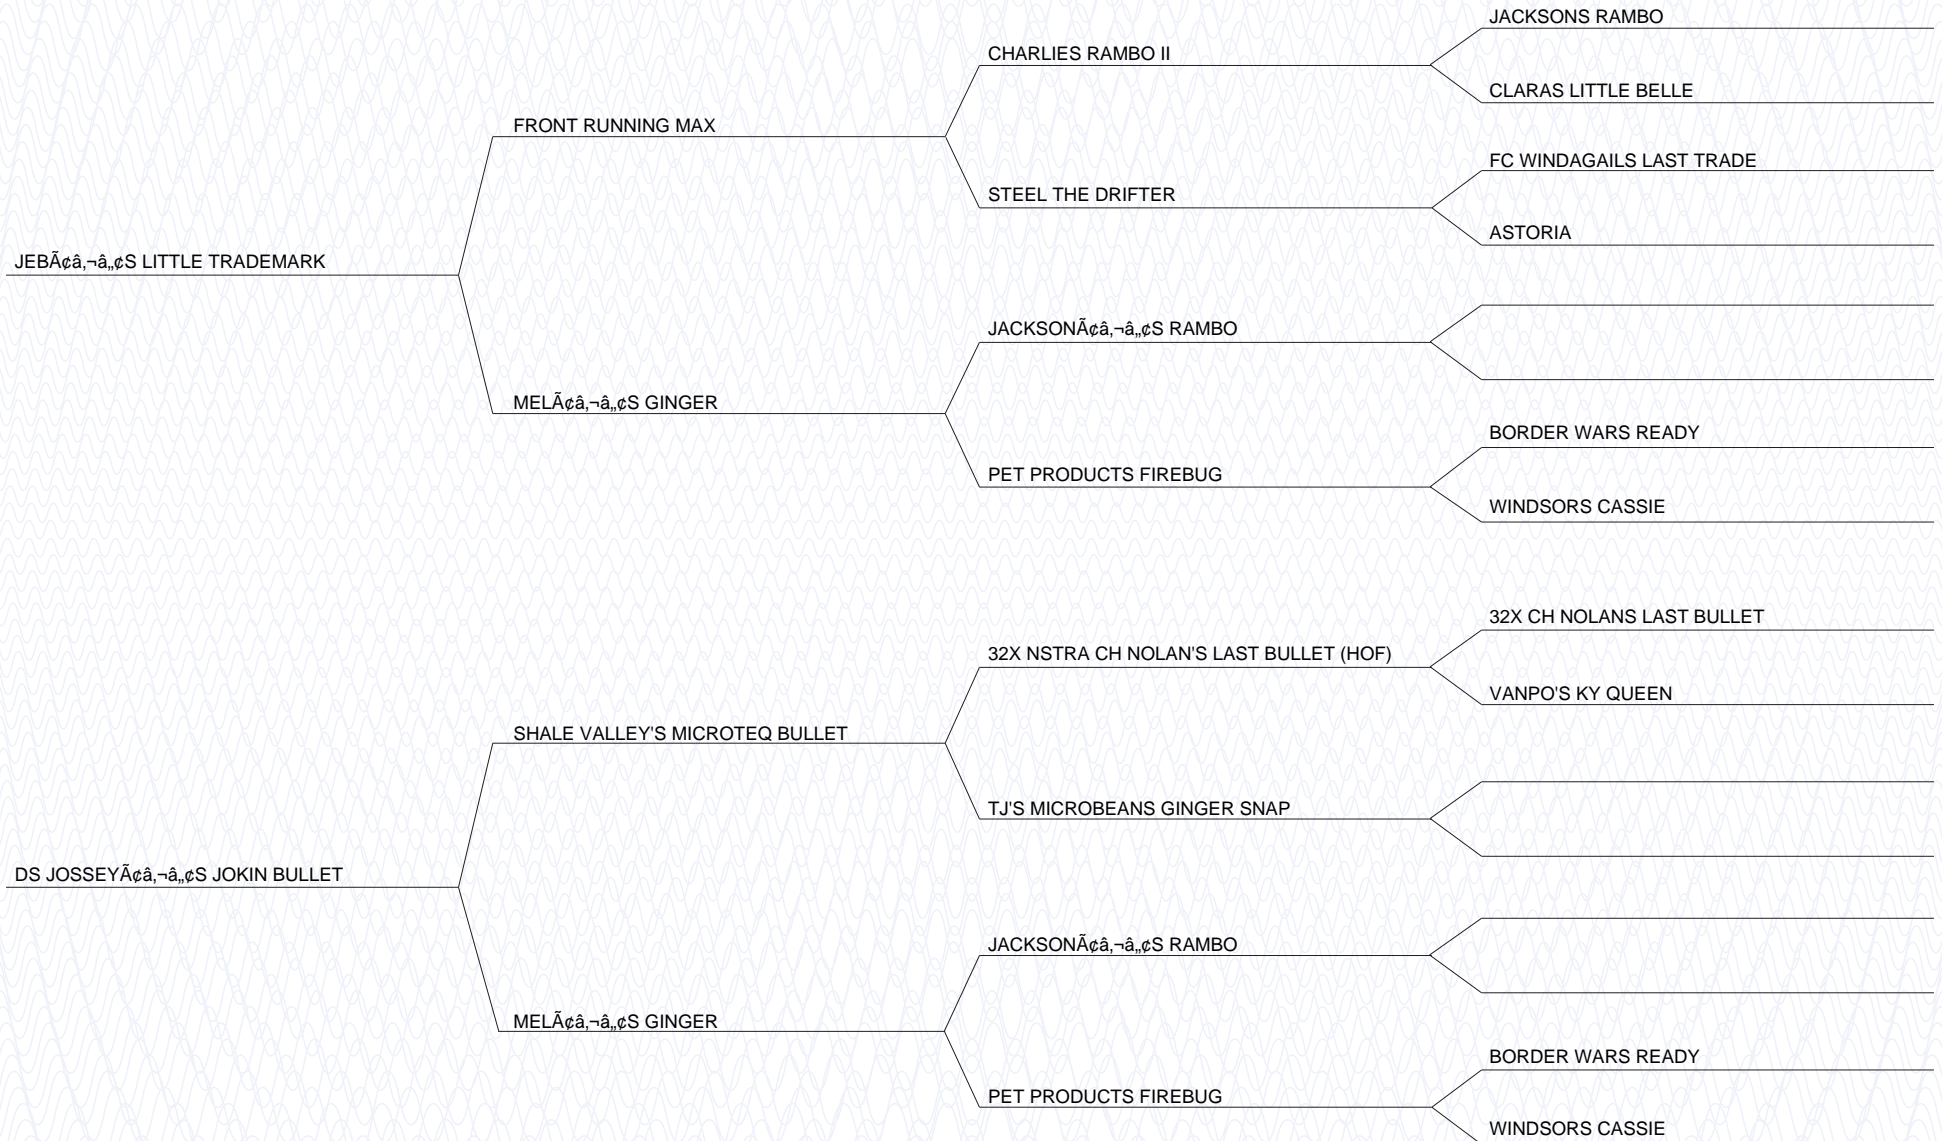 JACKSONS RAMBO
CHARLIES RAMBO II
CLARAS LITTLE BELLE
FRONT RUNNING MAX
FC WINDAGAILS LAST TRADE
STEEL THE DRIFTER
ASTORIA
JEBÃ¢â‚¬â„¢S LITTLE TRADEMARK
JACKSONÃ¢â‚¬â„¢S RAMBO
MELÃ¢â‚¬â„¢S GINGER
BORDER WARS READY
PET PRODUCTS FIREBUG
WINDSORS CASSIE
32X CH NOLANS LAST BULLET
32X NSTRA CH NOLAN'S LAST BULLET (HOF)
VANPO'S KY QUEEN
SHALE VALLEY'S MICROTEQ BULLET
TJ'S MICROBEANS GINGER SNAP
DS JOSSEYÃ¢â‚¬â„¢S JOKIN BULLET
JACKSONÃ¢â‚¬â„¢S RAMBO
MELÃ¢â‚¬â„¢S GINGER
BORDER WARS READY
PET PRODUCTS FIREBUG
WINDSORS CASSIE